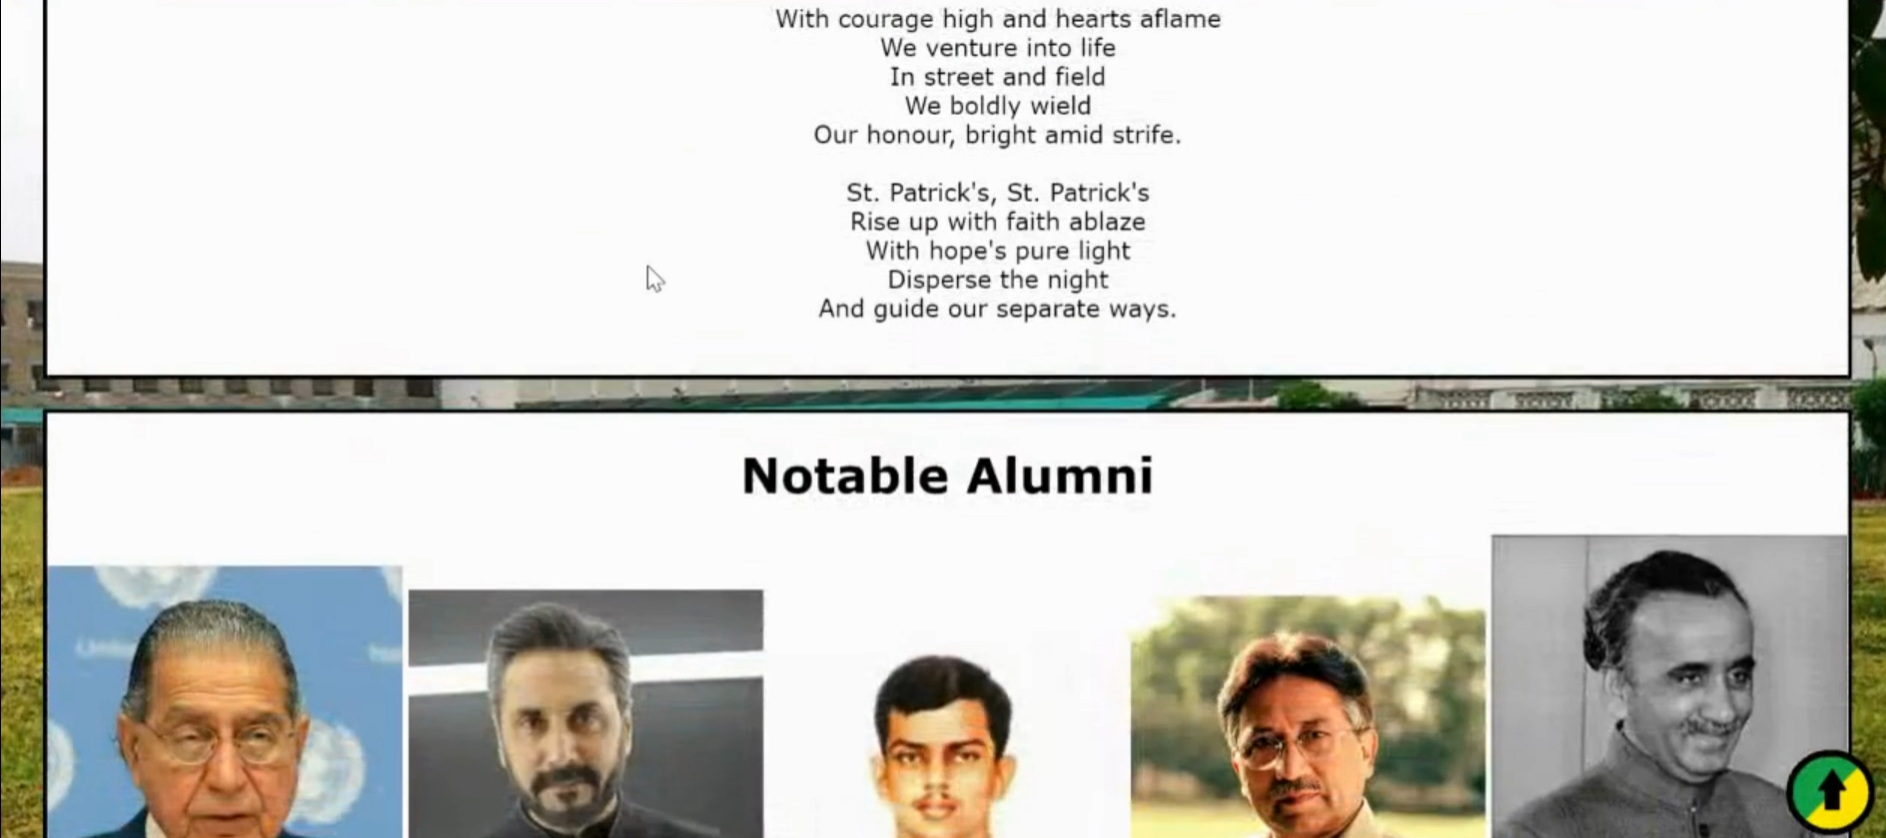 With courage high and hearts aflame
We venture into life
In street and field
We boldly wield
Our honour, bright amid strife.
St. Patrick's, St. Patrick's
Rise up with faith ablaze
With hope's pure light
Disperse the night
And guide our separate ways.
Notable Alumni